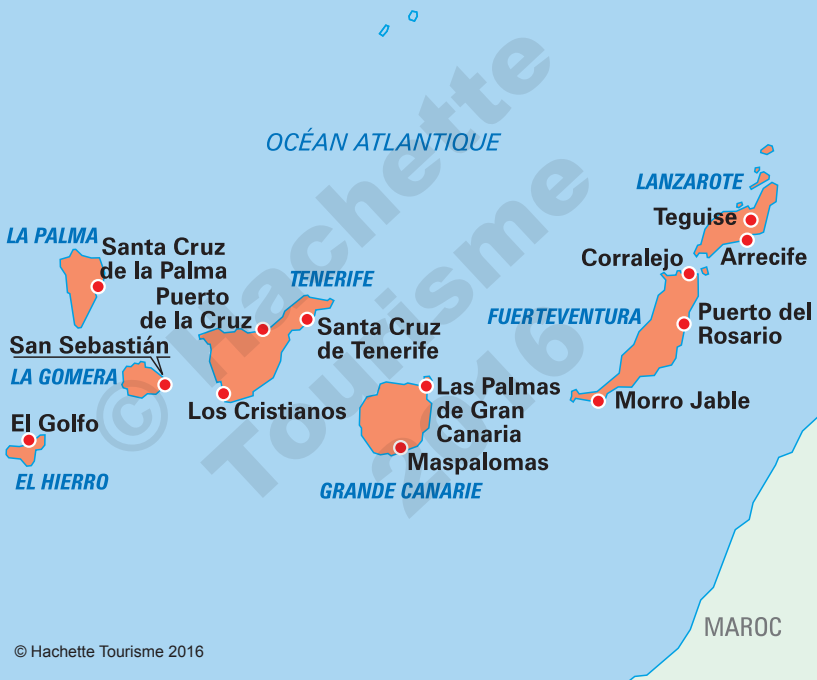 OCÉAN ATLANTIQUE
LANZAROTE
Teguise
Arrecife
LA PALMA
Santa Cruz
de la Palma
Corralejo
TENERIFE
Puerto
de la Cruz
FUERTEVENTURA
Puerto del
Rosario
Santa Cruz
de Tenerife
San Sebastián
LA GOMERA
Las Palmas
de Gran
Canaria
Morro Jable
Los Cristianos
El Golfo
Maspalomas
EL HIERRO
GRANDE CANARIE
MAROC
© Hachette Tourisme 2016
© Hachette
Tourisme
2016